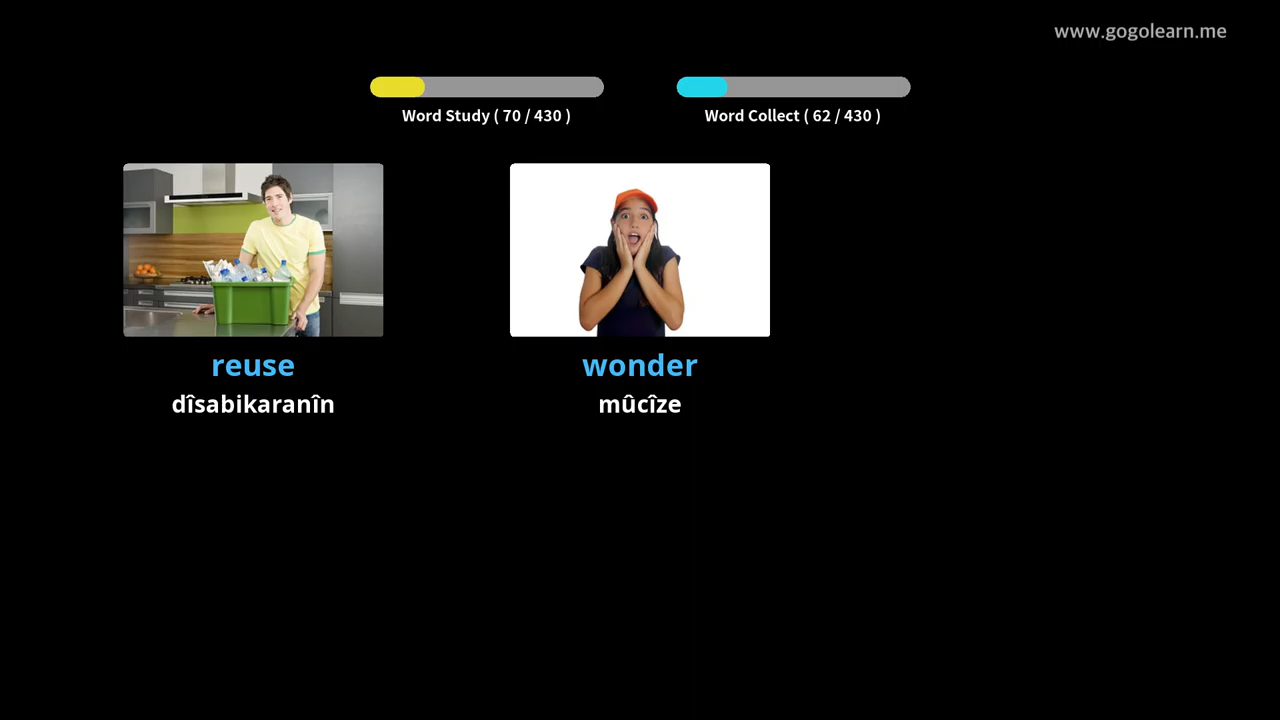 www.gogolearn.me
Word Study ( 70 / 430 )
Word Collect ( 62 / 430 )
reuse
dîsabikaranîn
wonder
mûcîze